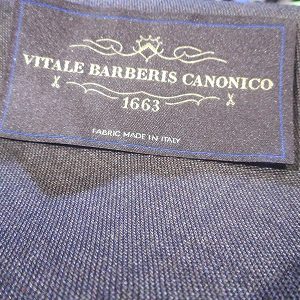 VITALE BARBERIS CANONICO
1663
FABRIC MADE IN ITALY